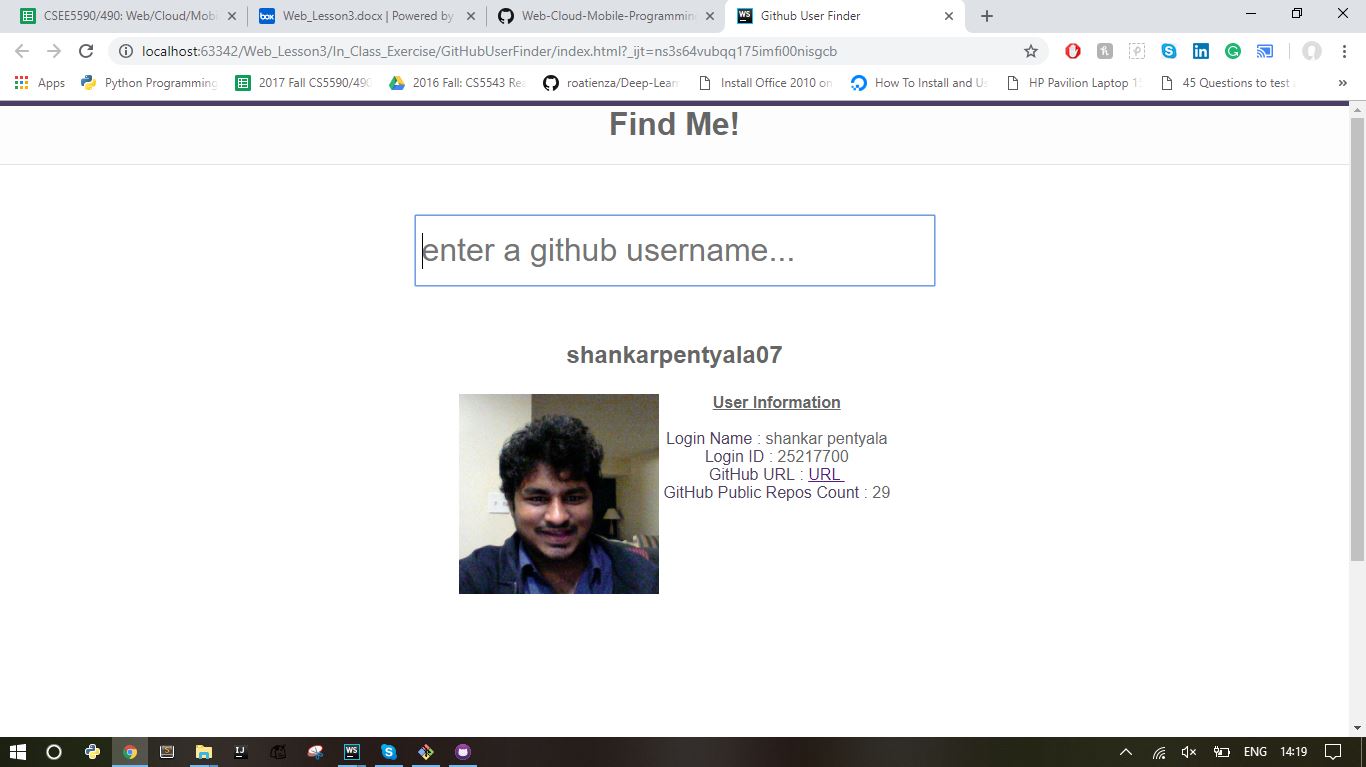 CSEE5590/490: Web/Cloud/Mobi
Web_Lesson3.docx | Powered by
Web-Cloud-Mobile-Programmin
Github User Finder
localhost:63342/Web_Lesson3/In_Class_Exercise/GitHubUserFinder/index.html?_ijt=ns3s64vubqq175imfi00nisgcb
Apps
Python Programming
2017 Fall CS5590/490
2016 Fall: CS5543 Rea
roatienza/Deep-Learn
Install Office 2010 on
How To Install and Us
HP Pavilion Laptop 15
45 Questions to test a
»
Find Me!
enter a github username...
shankarpentyala07
User Information
Login Name : shankar pentyala
Login ID : 25217700
GitHub URL : URL
GitHub Public Repos Count : 29
ENG
14:19